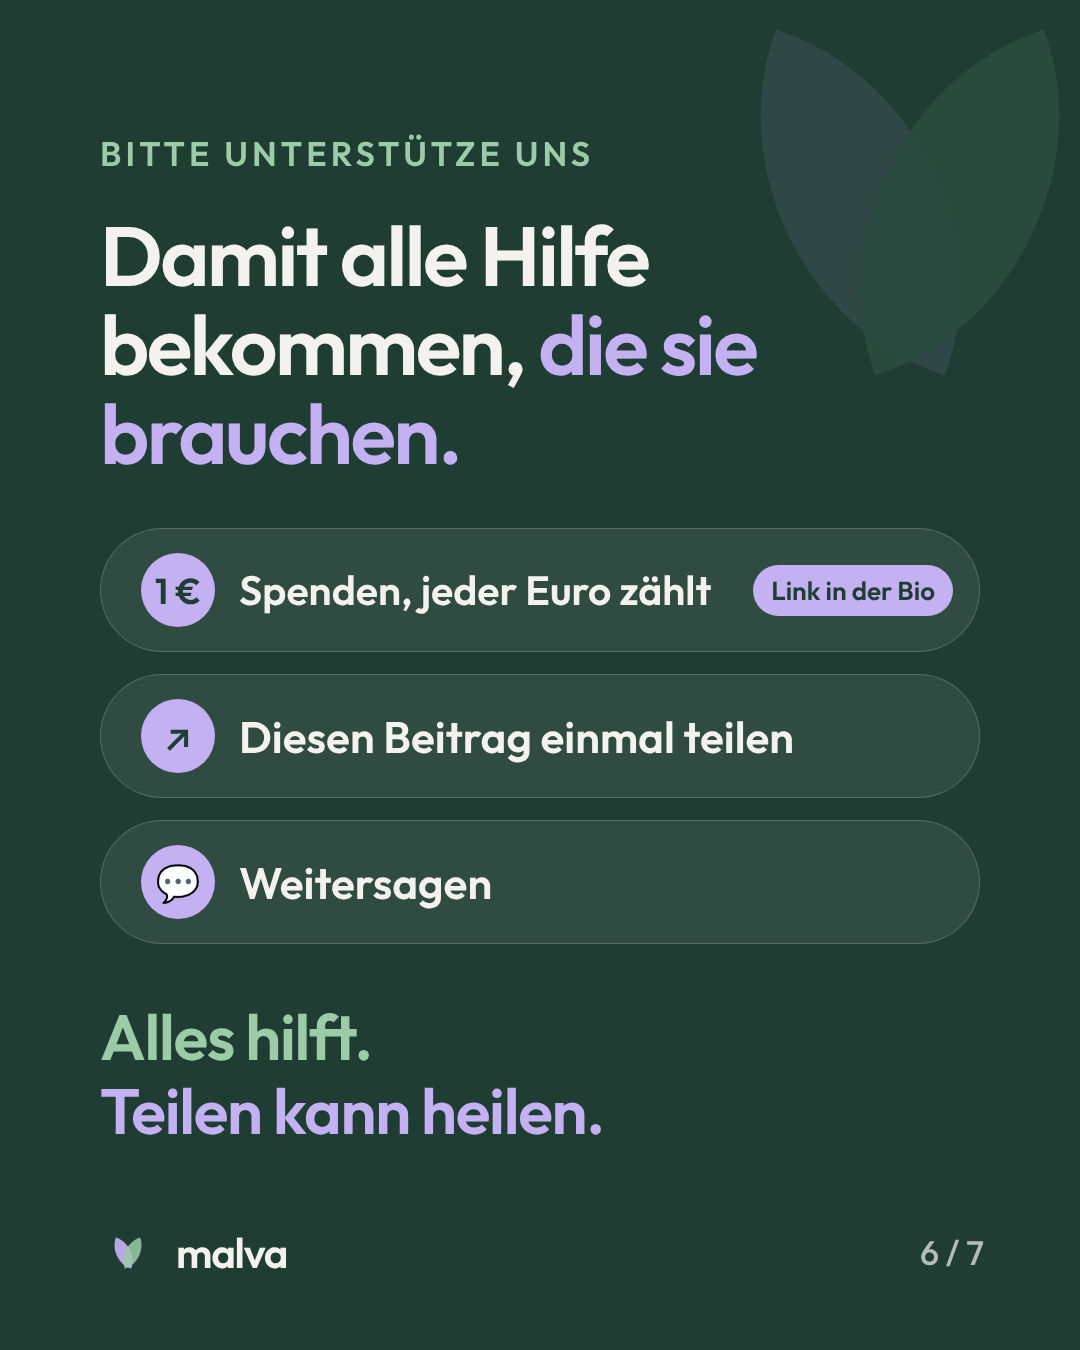 BITTE UNTERSTÜTZE UNS
Damit alle Hilfe
bekommen, die sie
brauchen.
1 € Spenden, jeder Euro zählt Link in der Bio
Diesen Beitrag einmal teilen
Weitersagen
Alles hilft.
Teilen kann heilen.
malva 6 / 7